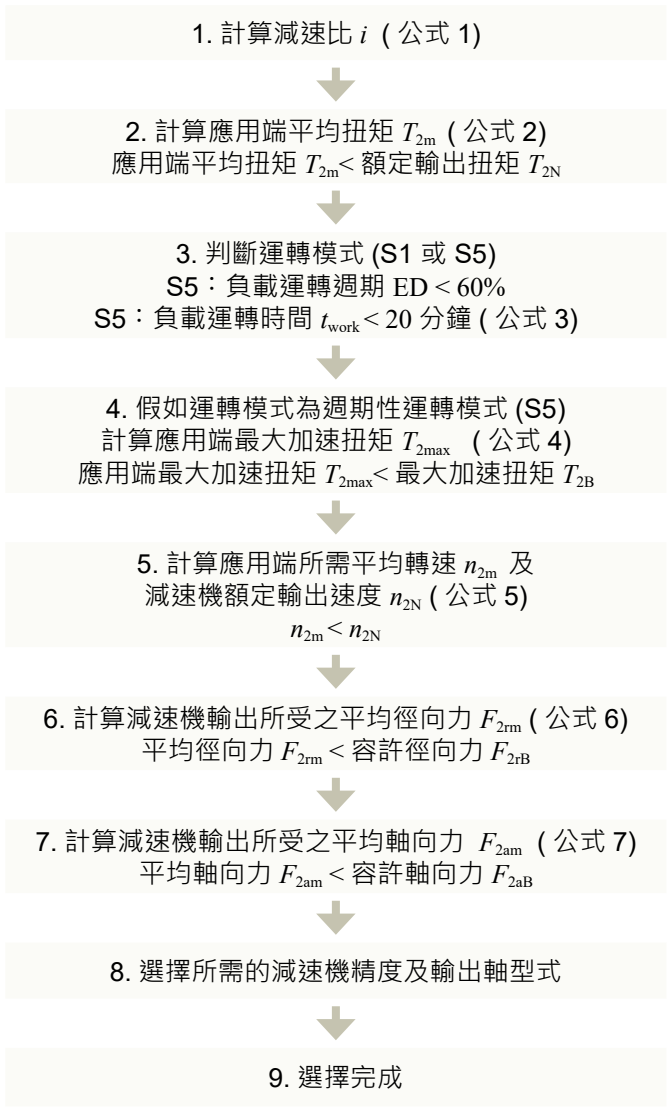 1. 計算減速比 i ( 公式 1)
2. 計算應用端平均扭矩 T2m ( 公式 2)
應用端平均扭矩 T2m< 額定輸出扭矩 T2N
3. 判斷運轉模式 (S1 或 S5)
S5：負載運轉週期 ED < 60%
S5：負載運轉時間 twork< 20 分鐘 ( 公式 3)
4. 假如運轉模式為週期性運轉模式 (S5)
計算應用端最大加速扭矩 T2max ( 公式 4)
應用端最大加速扭矩 T2max< 最大加速扭矩 T2B
5. 計算應用端所需平均轉速 n2m 及
減速機額定輸出速度 n2N ( 公式 5)
n2m < n2N
6. 計算減速機輸出所受之平均徑向力 F2rm ( 公式 6)
平均徑向力 F2rm < 容許徑向力 F2rB
7. 計算減速機輸出所受之平均軸向力 F2am ( 公式 7)
平均軸向力 F2am < 容許軸向力 F2aB
8. 選擇所需的減速機精度及輸出軸型式
9. 選擇完成